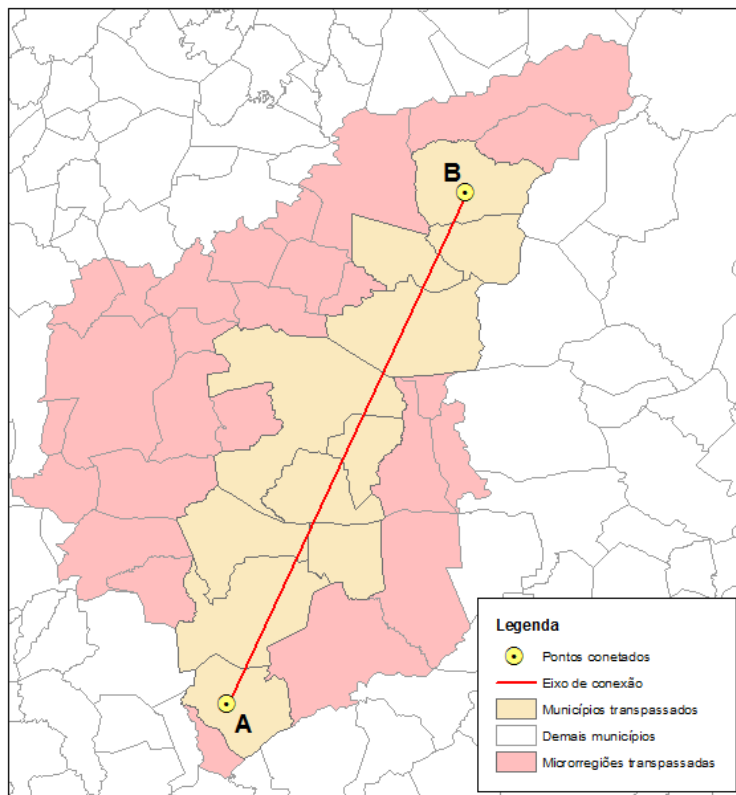 B
A
Legenda
Pontos conetados
Eixo de conexão
Municípios transpassados
Demais municípios
Microrregiões transpassadas